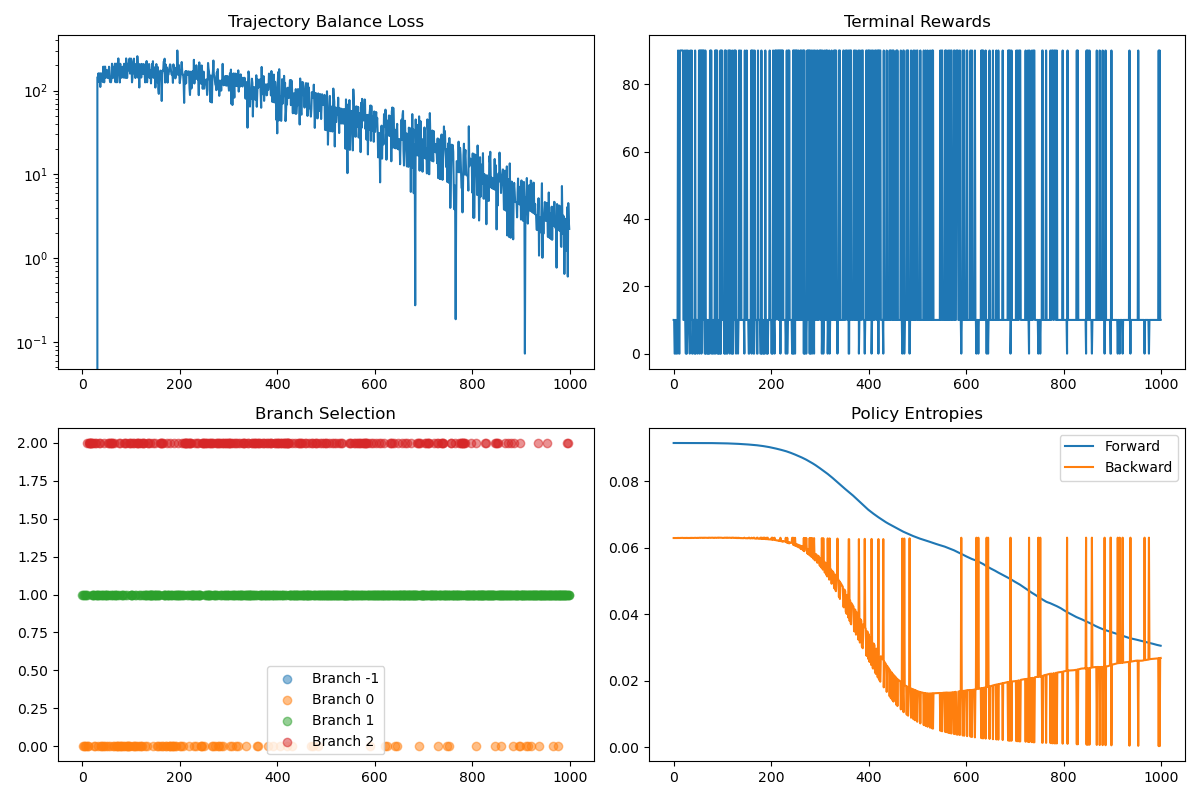 Trajectory Balance Loss
10²
10¹
10⁰
10⁻¹
0 200 400 600 800 1000
Terminal Rewards
80
60
40
20
0
0 200 400 600 800 1000
Branch Selection
2.00
1.75
1.50
1.25
1.00
0.75
0.50
0.25
0.00
Branch -1
Branch 0
Branch 1
Branch 2
0 200 400 600 800 1000
Policy Entropies
Forward
Backward
0.08
0.06
0.04
0.02
0.00
0 200 400 600 800 1000